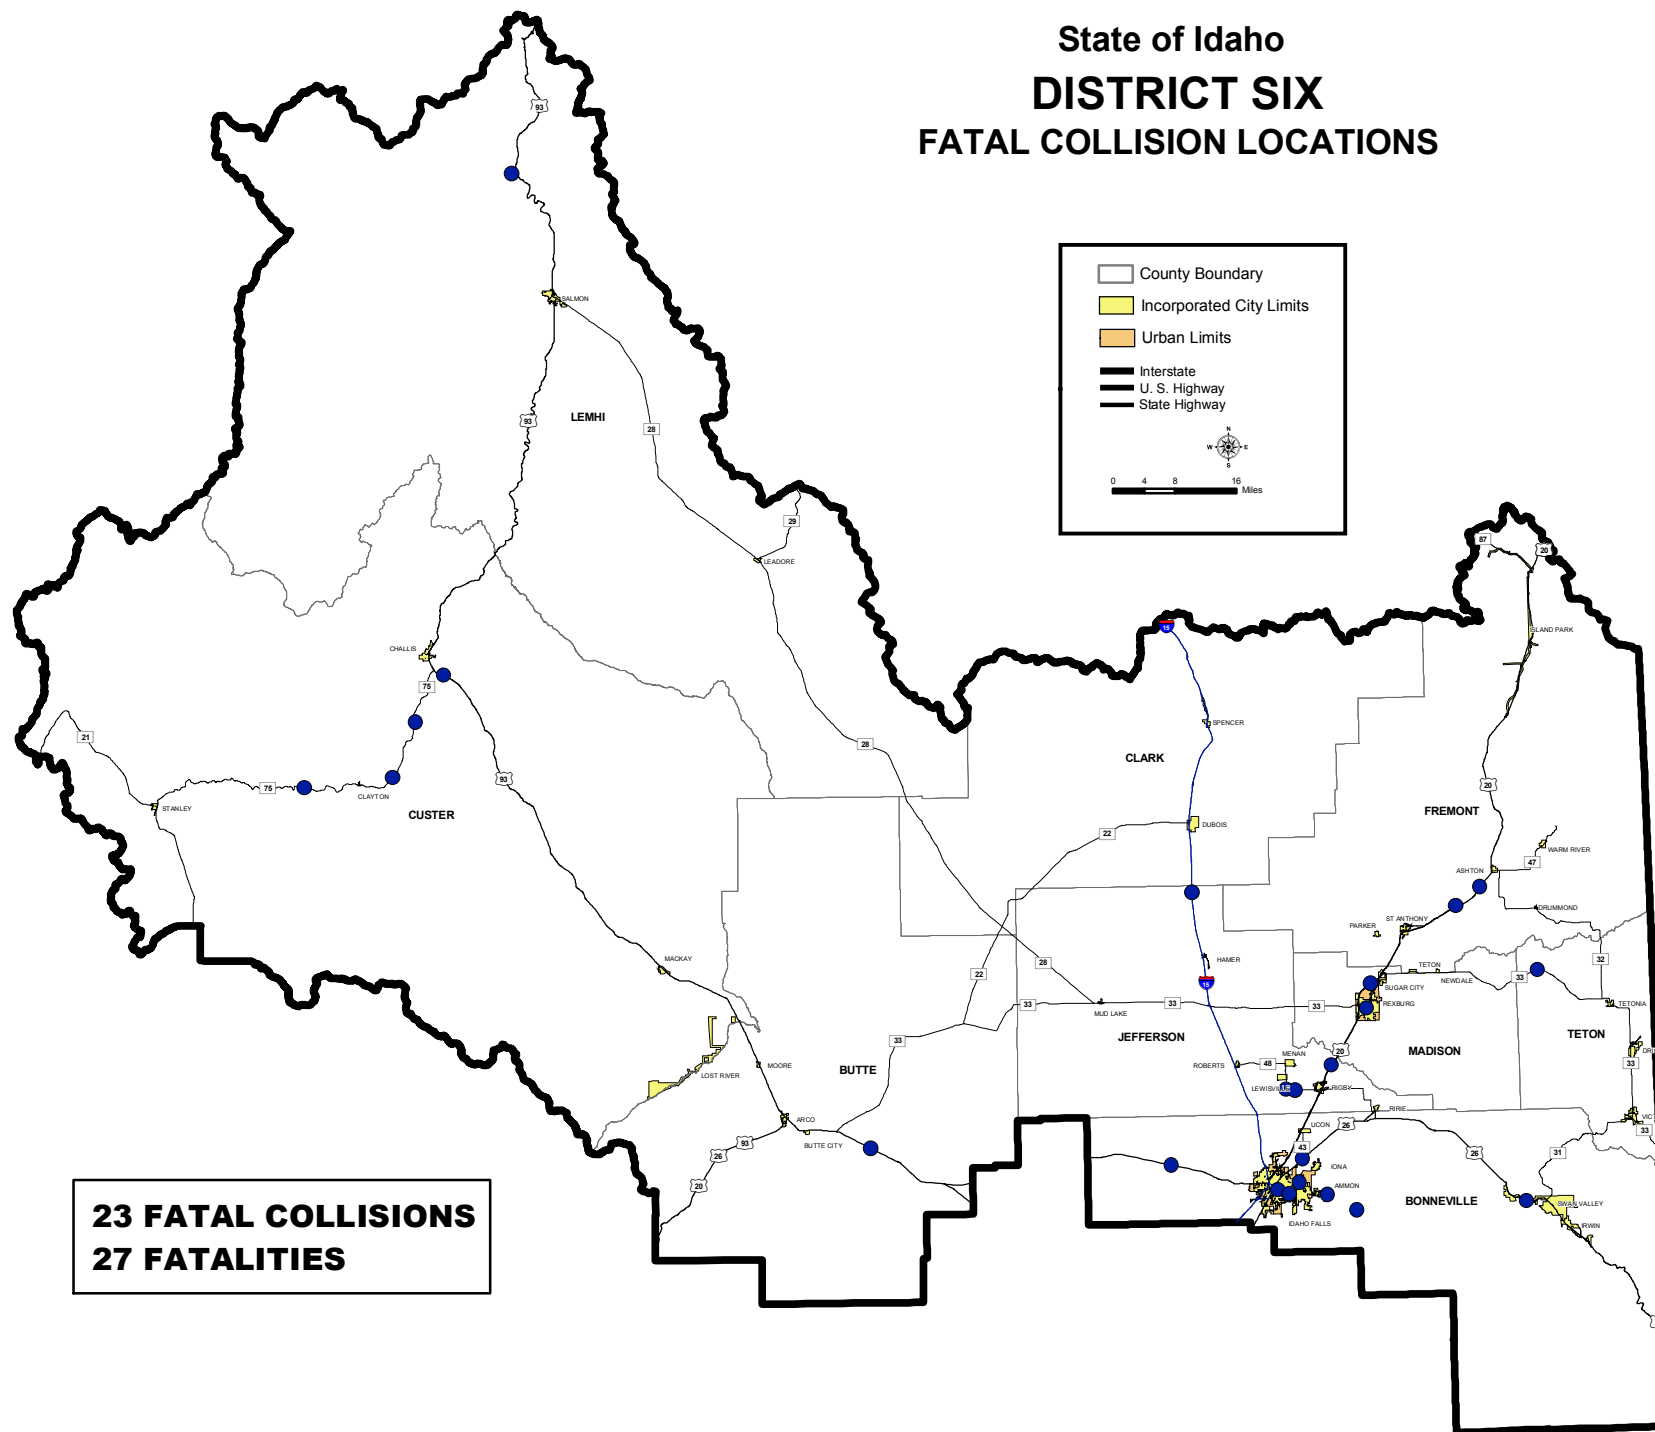 State of Idaho
DISTRICT SIX
FATAL COLLISION LOCATIONS
County Boundary
Incorporated City Limits
Urban Limits
Interstate
U. S. Highway
State Highway
N
W E
S
0 4 8 16
Miles
93
SALMON
93
LEMHI
28
29
LEADORE
87
20
15
ISLAND PARK
CHALLIS
75
21
28
SPENCER
CLARK
93
75
CLAYTON
STANLEY
CUSTER
20
FREMONT
22
DUBOIS
WARM RIVER
47
ASHTON
DRUMMOND
ST ANTHONY
PARKER
MACKAY
22
28
HAMER
15
TETON
NEWDALE
33
32
SUGAR CITY
REXBURG
TETONIA
33
MUD LAKE
33
33
JEFFERSON
33
BUTTE
MOORE
LOST RIVER
ROBERTS
48
MENAN
20
MADISON
TETON
DRI
33
LEWISVILLE
RIGBY
RIRIE
ARCO
BUTTE CITY
93
26
20
UCON
43
26
IONA
AMMON
IDAHO FALLS
BONNEVILLE
26
31
VIC
33
SWAN VALLEY
IRWIN
23 FATAL COLLISIONS
27 FATALITIES